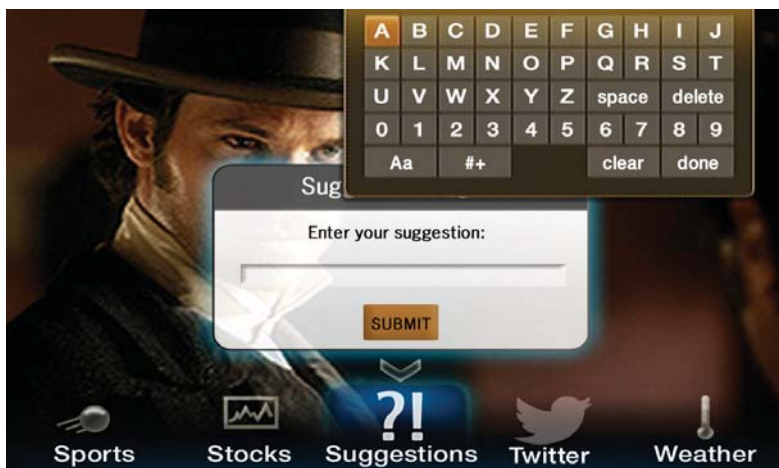 A B C D E F G H I J
K L M N O P Q R S T
U V W X Y Z space delete
0 1 2 3 4 5 6 7 8 9
Aa #+ clear done
Enter your suggestion:
SUBMIT
?!
Sports Stocks Suggestions Twitter Weather